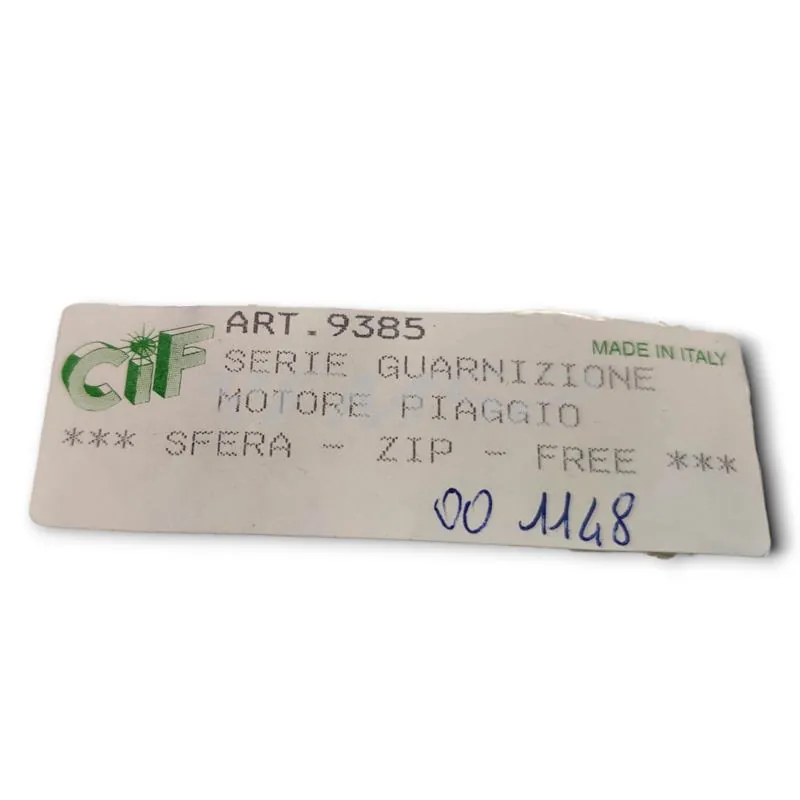 CiF
ART.9385
MADE IN ITALY
SERIE GUARNIZIONE
MOTORE PIAGGIO
*** SFERA - ZIP - FREE ***
00 1148